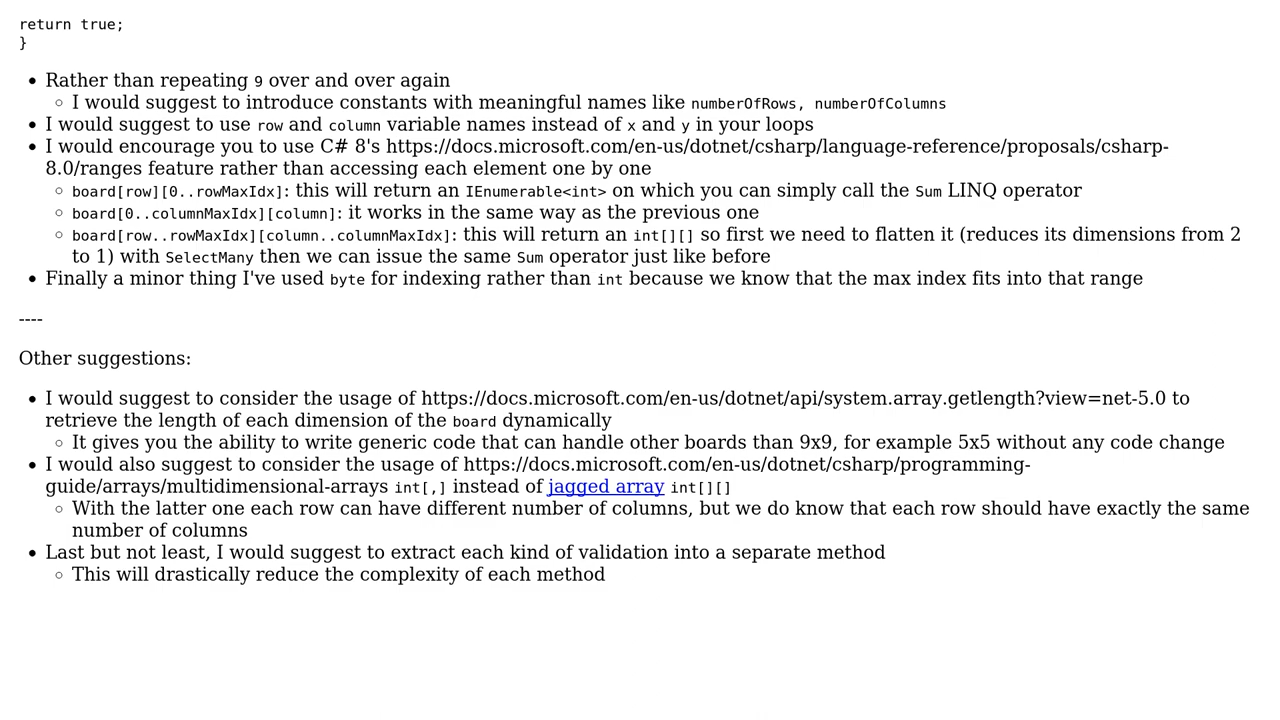 return true;
}
• Rather than repeating 9 over and over again
◦ I would suggest to introduce constants with meaningful names like numberOfRows, numberOfColumns
• I would suggest to use row and column variable names instead of x and y in your loops
• I would encourage you to use C# 8's https://docs.microsoft.com/en-us/dotnet/csharp/language-reference/proposals/csharp-
8.0/ranges feature rather than accessing each element one by one
◦ board[row][0..rowMaxIdx]: this will return an IEnumerable<int> on which you can simply call the Sum LINQ operator
◦ board[0..columnMaxIdx][column]: it works in the same way as the previous one
◦ board[row..rowMaxIdx][column..columnMaxIdx]: this will return an int[][] so first we need to flatten it (reduces its dimensions from 2
to 1) with SelectMany then we can issue the same Sum operator just like before
• Finally a minor thing I've used byte for indexing rather than int because we know that the max index fits into that range
----
Other suggestions:
• I would suggest to consider the usage of https://docs.microsoft.com/en-us/dotnet/api/system.array.getlength?view=net-5.0 to
retrieve the length of each dimension of the board dynamically
◦ It gives you the ability to write generic code that can handle other boards than 9x9, for example 5x5 without any code change
• I would also suggest to consider the usage of https://docs.microsoft.com/en-us/dotnet/csharp/programming-
guide/arrays/multidimensional-arrays int[,] instead of jagged array int[][]
◦ With the latter one each row can have different number of columns, but we do know that each row should have exactly the same
number of columns
• Last but not least, I would suggest to extract each kind of validation into a separate method
◦ This will drastically reduce the complexity of each method